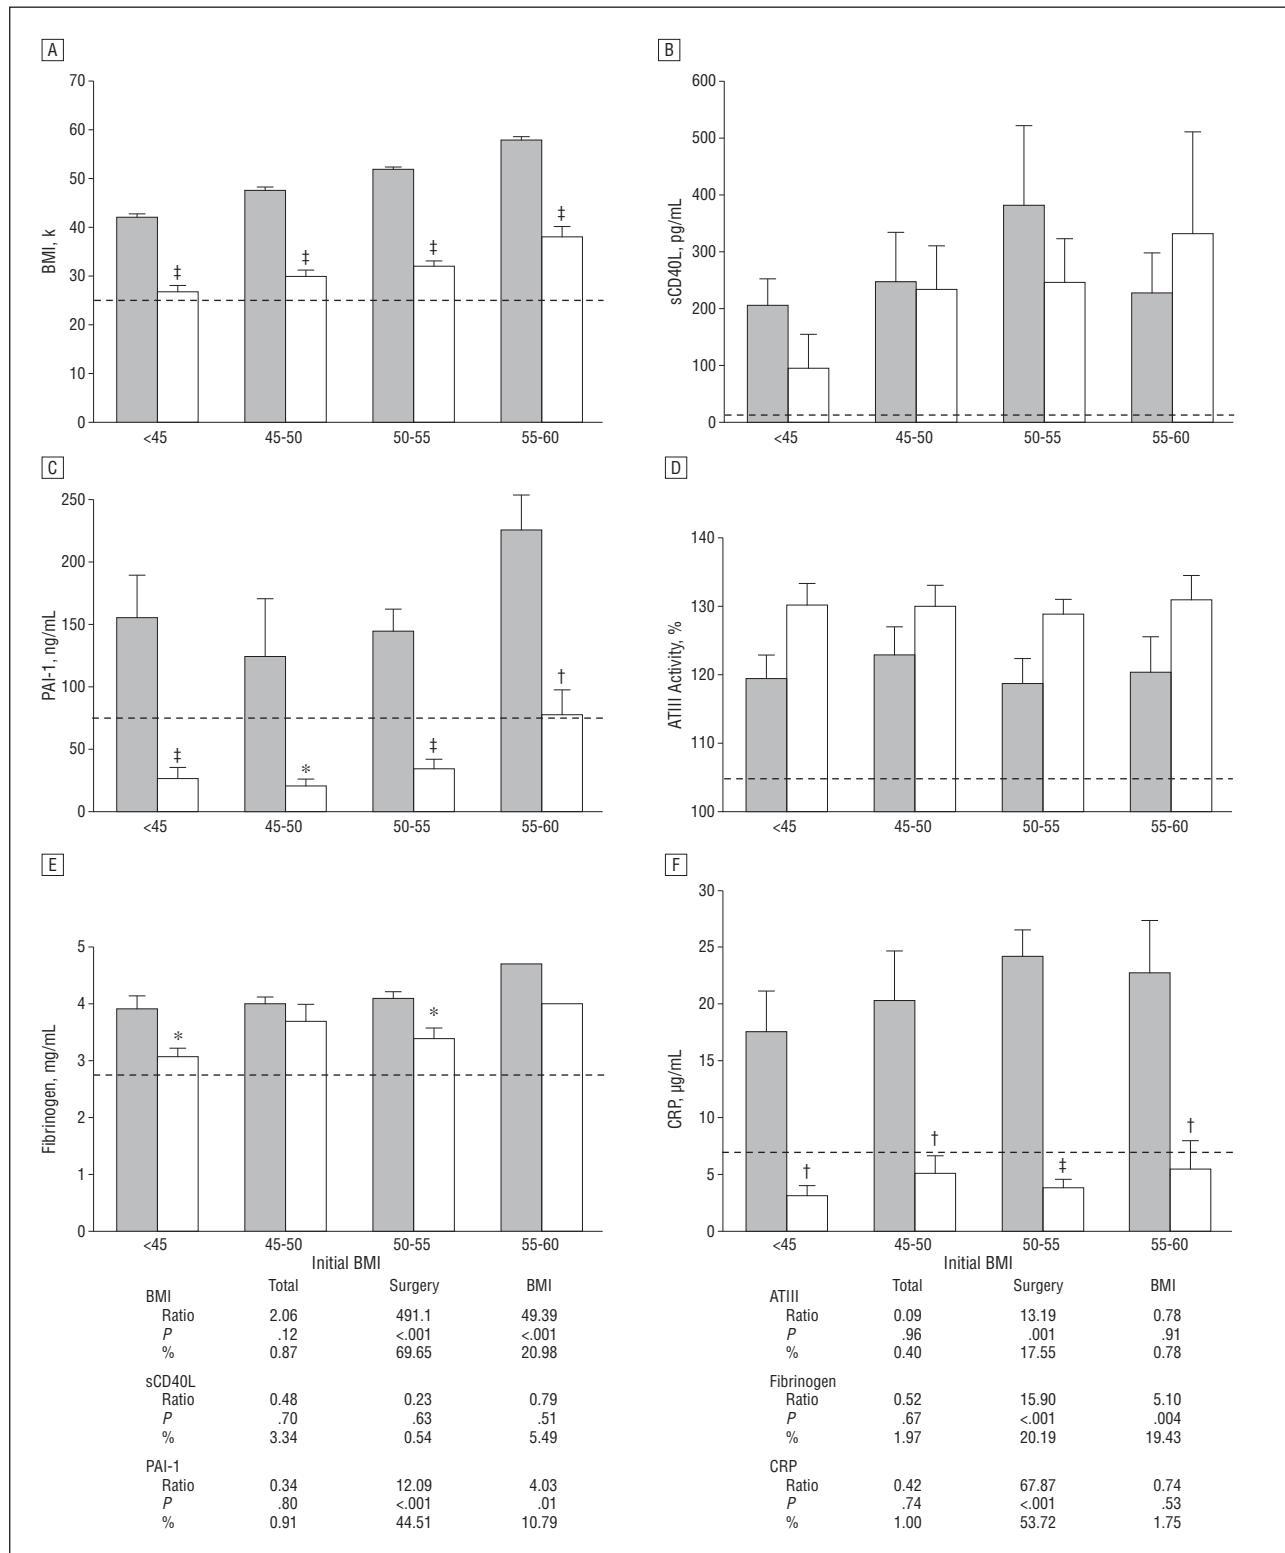 A
70
60
50
40
30
20
10
0
BMI, k
‡
‡
‡
‡
<45
45-50
50-55
55-60
B
600
500
400
300
200
100
0
sCD40L, pg/mL
<45
45-50
50-55
55-60
C
250
200
150
100
50
0
PAI-1, ng/mL
‡
*
‡
†
<45
45-50
50-55
55-60
D
140
130
120
110
100
ATIII Activity, %
<45
45-50
50-55
55-60
E
5
4
3
2
1
0
Fibrinogen, mg/mL
*
*
<45
45-50
50-55
55-60
Initial BMI
F
30
25
20
15
10
5
0
CRP, µg/mL
†
†
‡
†
<45
45-50
50-55
55-60
Initial BMI
Total Surgery BMI
BMI
Ratio 2.06 491.1 49.39
P .12 <.001 <.001
% 0.87 69.65 20.98
sCD40L
Ratio 0.48 0.23 0.79
P .70 .63 .51
% 3.34 0.54 5.49
PAI-1
Ratio 0.34 12.09 4.03
P .80 <.001 .01
% 0.91 44.51 10.79
Total Surgery BMI
ATIII
Ratio 0.09 13.19 0.78
P .96 .001 .91
% 0.40 17.55 0.78
Fibrinogen
Ratio 0.52 15.90 5.10
P .67 <.001 .004
% 1.97 20.19 19.43
CRP
Ratio 0.42 67.87 0.74
P .74 <.001 .53
% 1.00 53.72 1.75